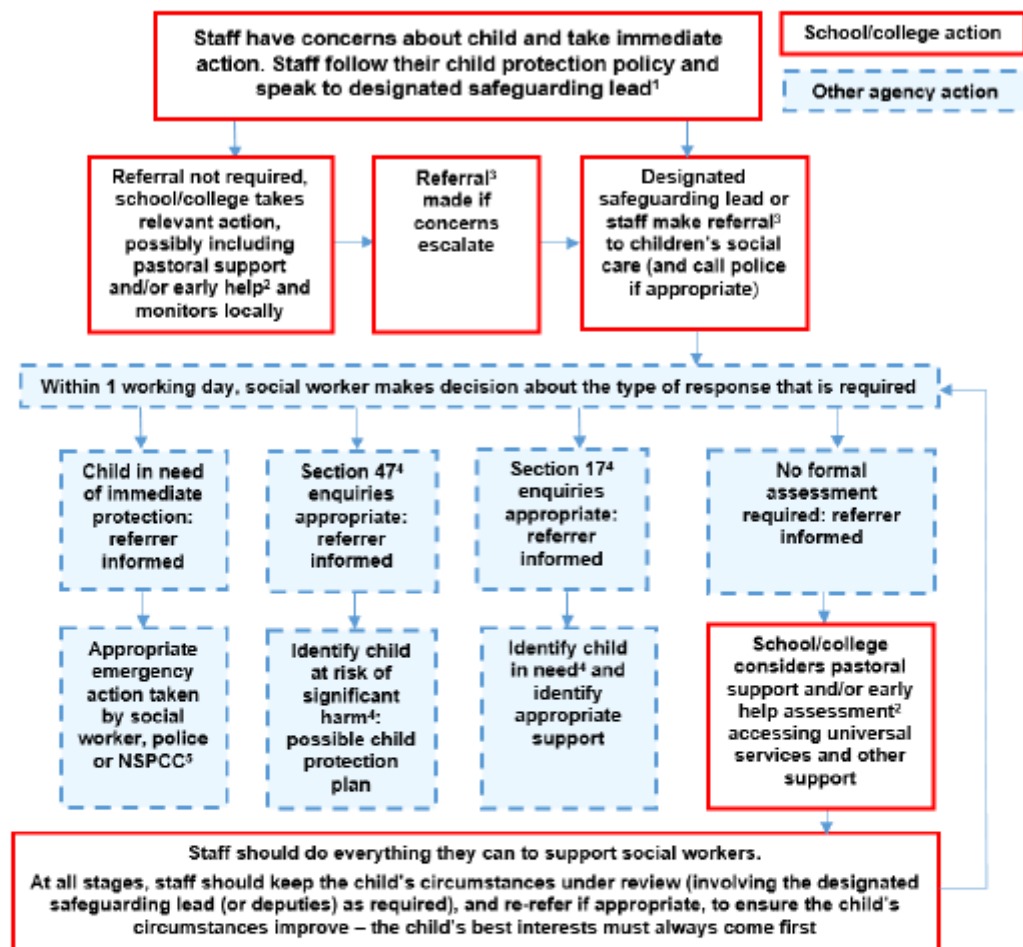 Staff have concerns about child and take immediate
action. Staff follow their child protection policy and
speak to designated safeguarding lead¹
School/college action
Other agency action
Referral not required,
school/college takes
relevant action,
possibly including
pastoral support
and/or early help² and
monitors locally
Referral³
made if
concerns
escalate
Designated
safeguarding lead or
staff make referral³
to children's social
care (and call police
if appropriate)
Within 1 working day, social worker makes decision about the type of response that is required
Child in need
of immediate
protection:
referrer
informed
Section 47⁴
enquiries
appropriate:
referrer
informed
Section 17⁴
enquiries
appropriate:
referrer
informed
No formal
assessment
required: referrer
informed
Appropriate
emergency
action taken
by social
worker, police
or NSPCC⁵
Identify child
at risk of
significant
harm⁴:
possible child
protection
plan
Identify child
in need⁴ and
identify
appropriate
support
School/college
considers pastoral
support and/or early
help assessment²
accessing universal
services and other
support
Staff should do everything they can to support social workers.
At all stages, staff should keep the child's circumstances under review (involving the designated
safeguarding lead (or deputies) as required), and re-refer if appropriate, to ensure the child's
circumstances improve – the child's best interests must always come first